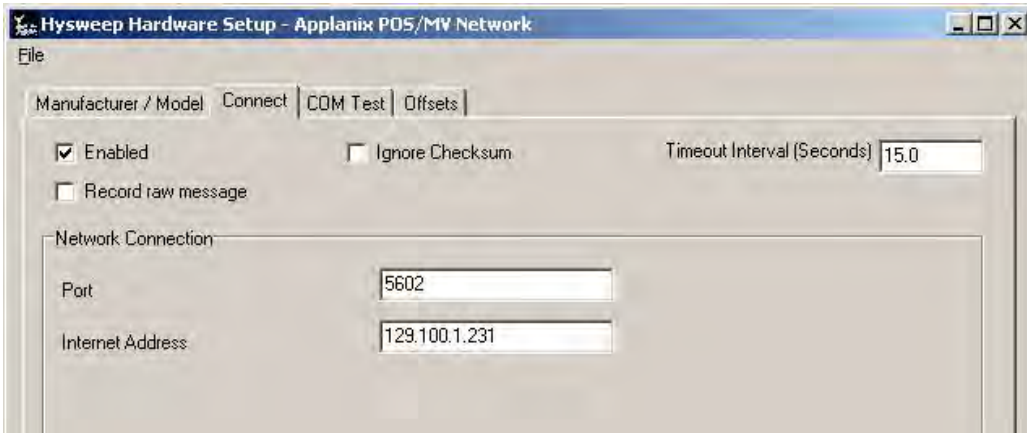 Hysweep Hardware Setup - Applanix POS/MV Network
File
Manufacturer / Model Connect COM Test Offsets
Enabled Ignore Checksum Timeout Interval (Seconds) 15.0
Record raw message
Network Connection
Port 5602
Internet Address 129.100.1.231